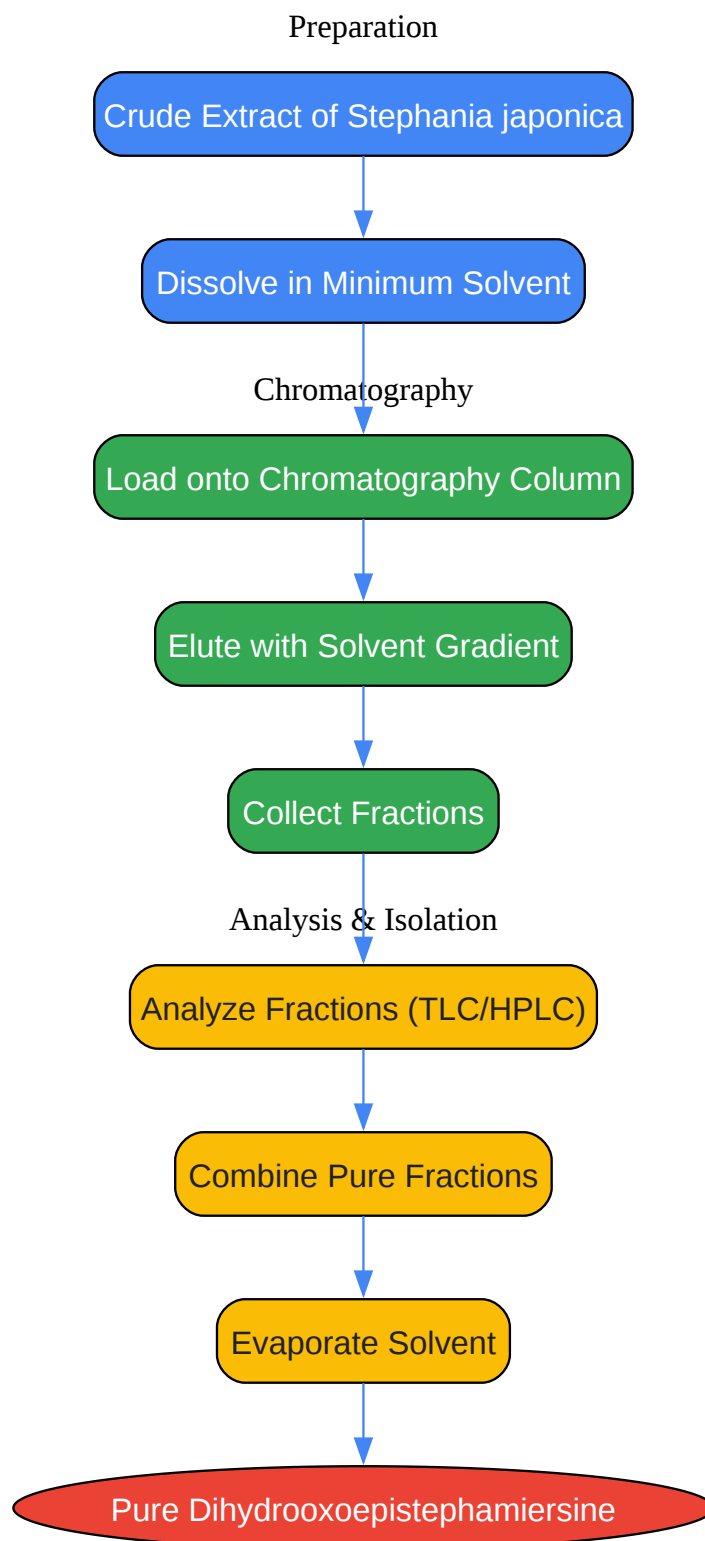 Preparation
Crude Extract of Stephania japonica
Dissolve in Minimum Solvent
Chromatography
Load onto Chromatography Column
Elute with Solvent Gradient
Collect Fractions
Analysis & Isolation
Analyze Fractions (TLC/HPLC)
Combine Pure Fractions
Evaporate Solvent
Pure Dihydrooxoepistephamiersine